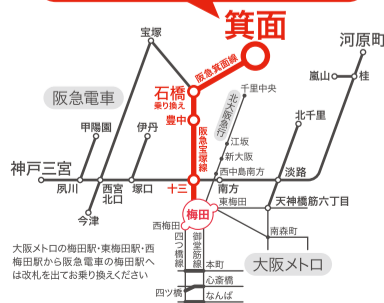 箕面
河原町
宝塚
阪急箕面線
嵐山
桂
石橋
乗り換え
千里中央
阪急電車
豊中
北大阪急行
北千里
甲陽園
伊丹
阪急宝塚線
江坂
新大阪
神戸三宮
西中島南方
夙川
西宮
北口
塚口
十三
南方
淡路
今津
梅田
東梅田
天神橋筋六丁目
西梅田
四つ橋線
御堂筋線
南森町
大阪メトロの梅田駅・東梅田駅・西
梅田駅から阪急電車の梅田駅へ
は改札を出てお乗り換えください
本町
大阪メトロ
心斎橋
四ツ橋
なんば